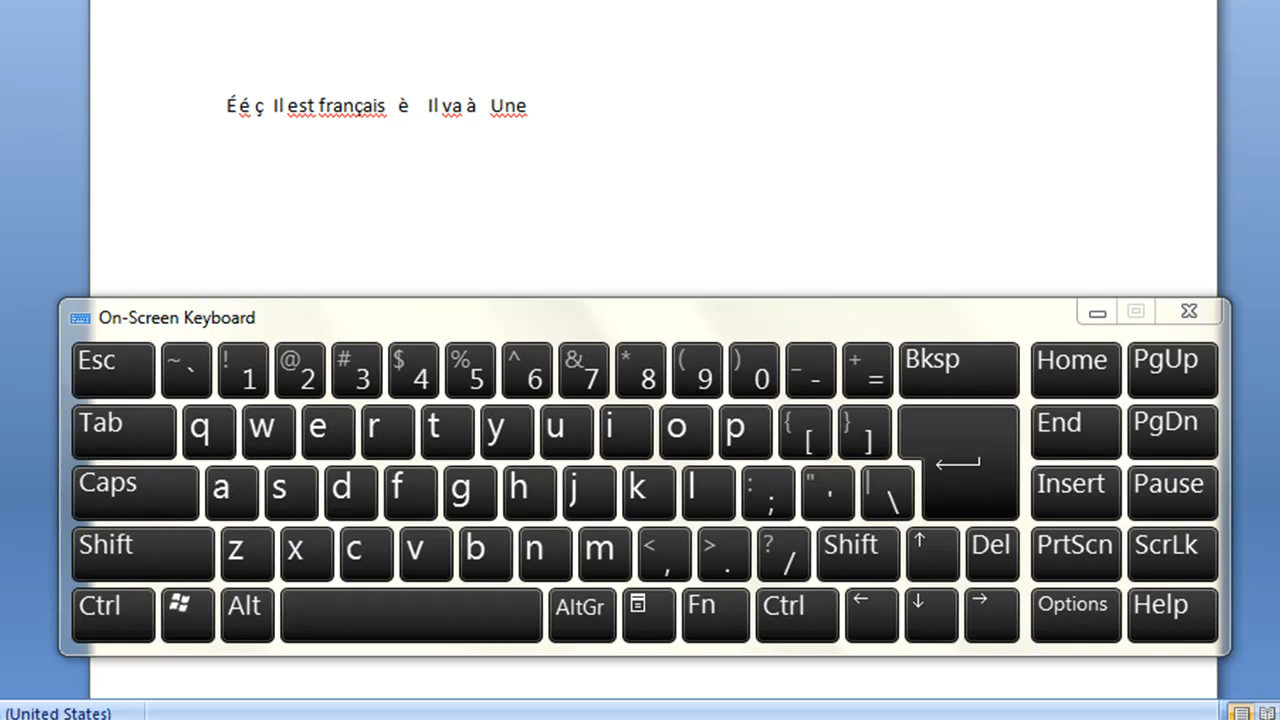 É é ç Il est français è Il va à Une
On-Screen Keyboard
Esc ~ ` ! 1 @ 2 # 3 $ 4 % 5 ^ 6 & 7 * 8 ( 9 ) 0 _ - + = Bksp Home PgUp
Tab q w e r t y u i o p { [ } ] End PgDn
Caps a s d f g h j k l : ; " ' | \ Insert Pause
Shift z x c v b n m < , > . ? / Shift ↑ Del PrtScn ScrLk
Ctrl Alt AltGr Fn Ctrl ← ↓ → Options Help
(United States)